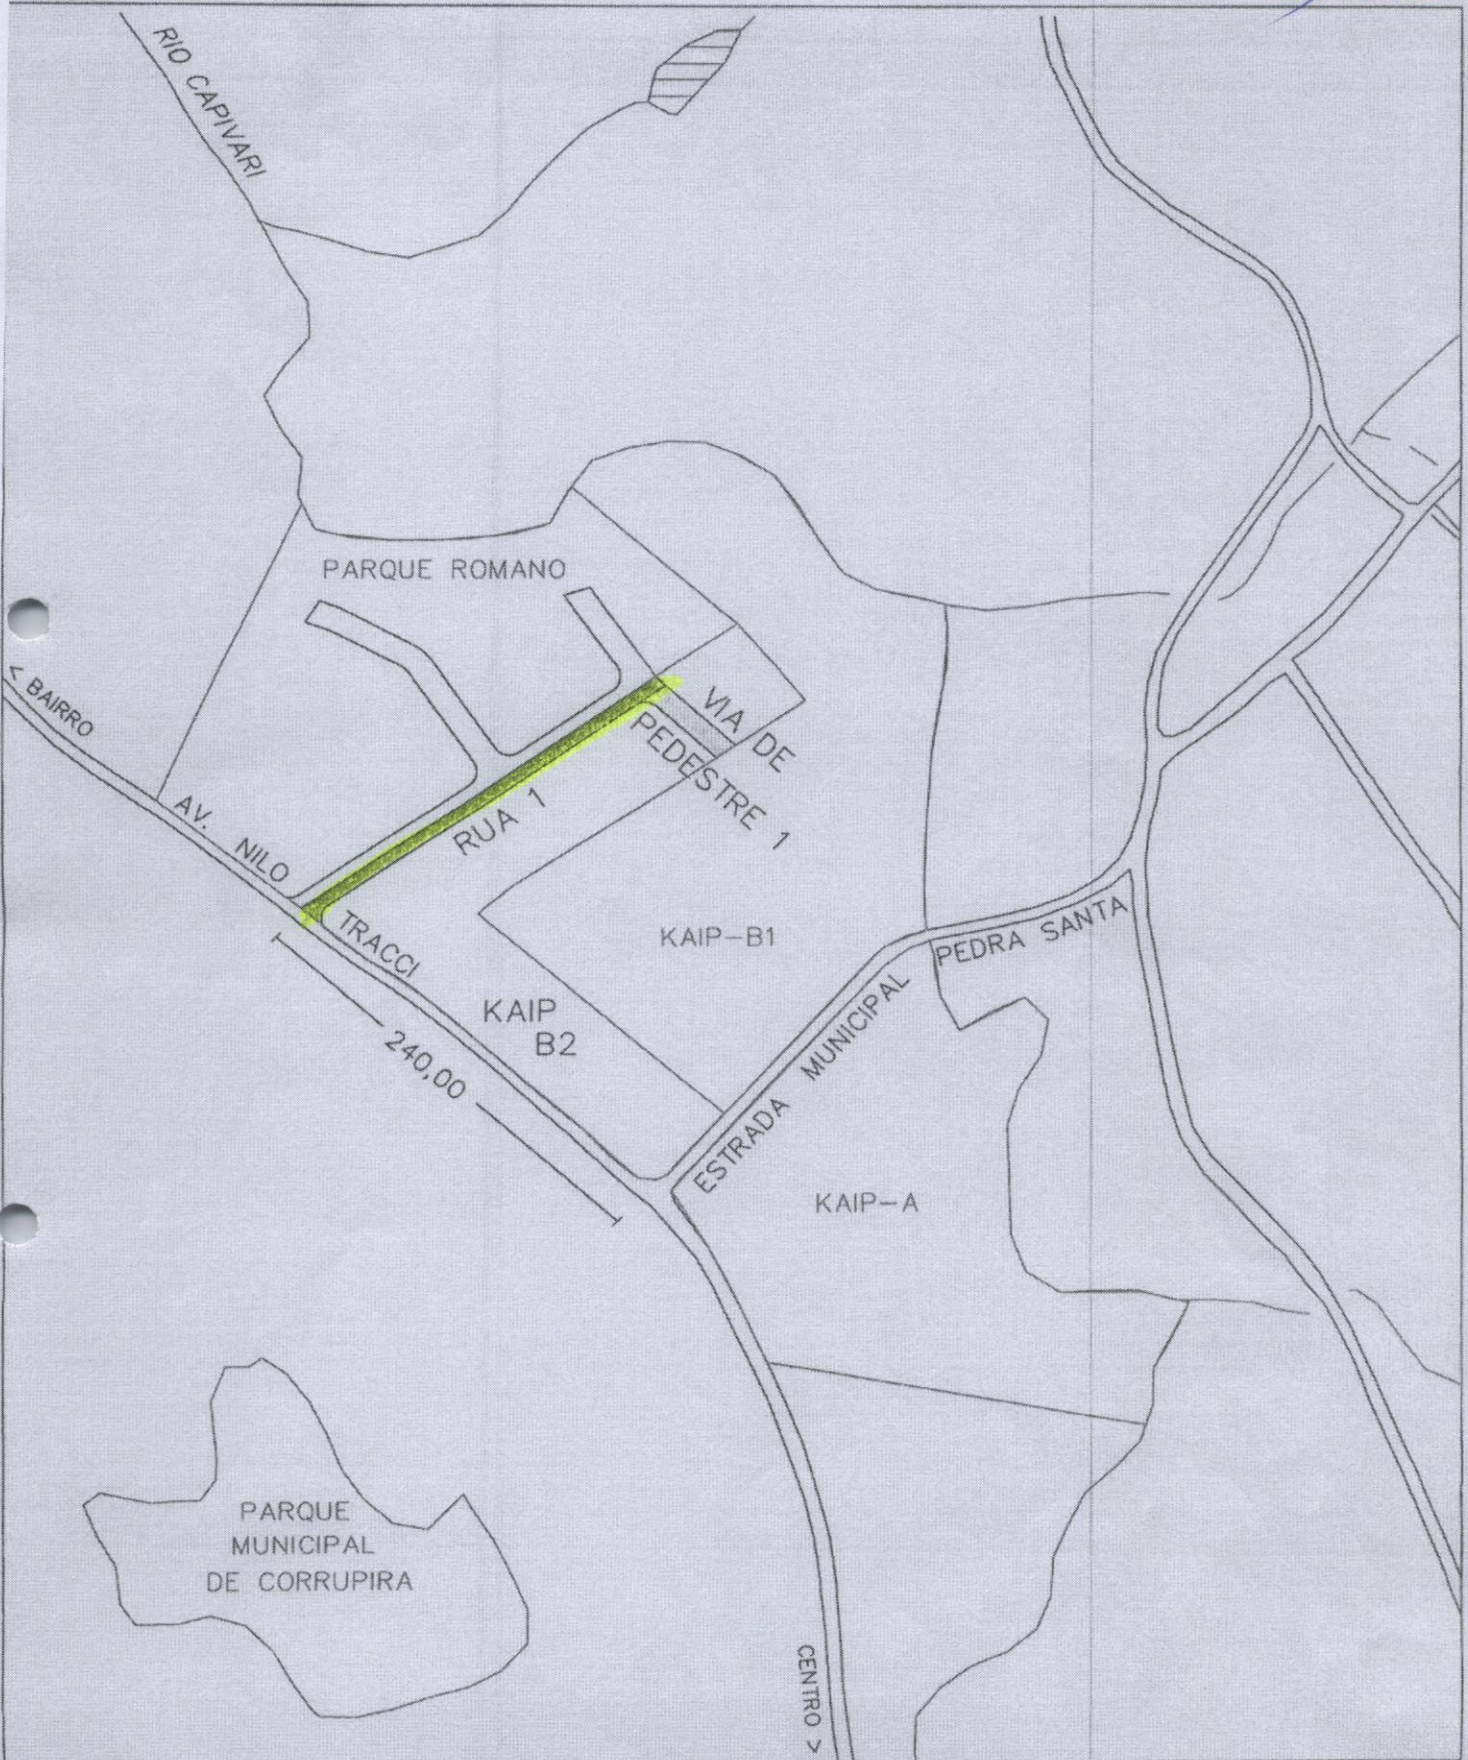 RIO CAPIVARI
PARQUE ROMANO
< BAIRRO
AV. NILO TRACCI
RUA 1
VIA DE
PEDESTRE 1
KAIP-B1
KAIP
B2
240,00
ESTRADA MUNICIPAL PEDRA SANTA
KAIP-A
PARQUE
MUNICIPAL
DE CORRUPIRA
CENTRO >